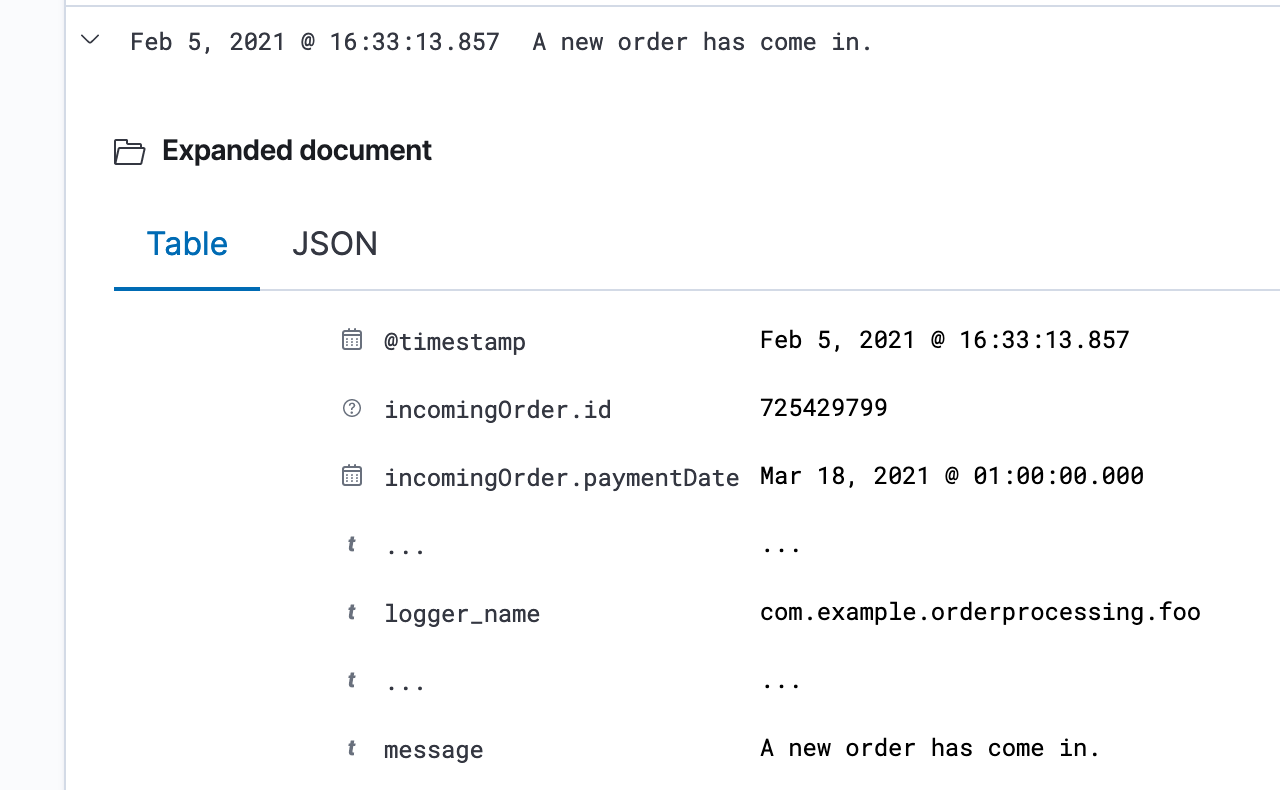 Feb 5, 2021 @ 16:33:13.857 A new order has come in.
Expanded document
Table JSON
@timestamp Feb 5, 2021 @ 16:33:13.857
incomingOrder.id 725429799
incomingOrder.paymentDate Mar 18, 2021 @ 01:00:00.000
t ... ...
t logger_name com.example.orderprocessing.foo
t ... ...
t message A new order has come in.